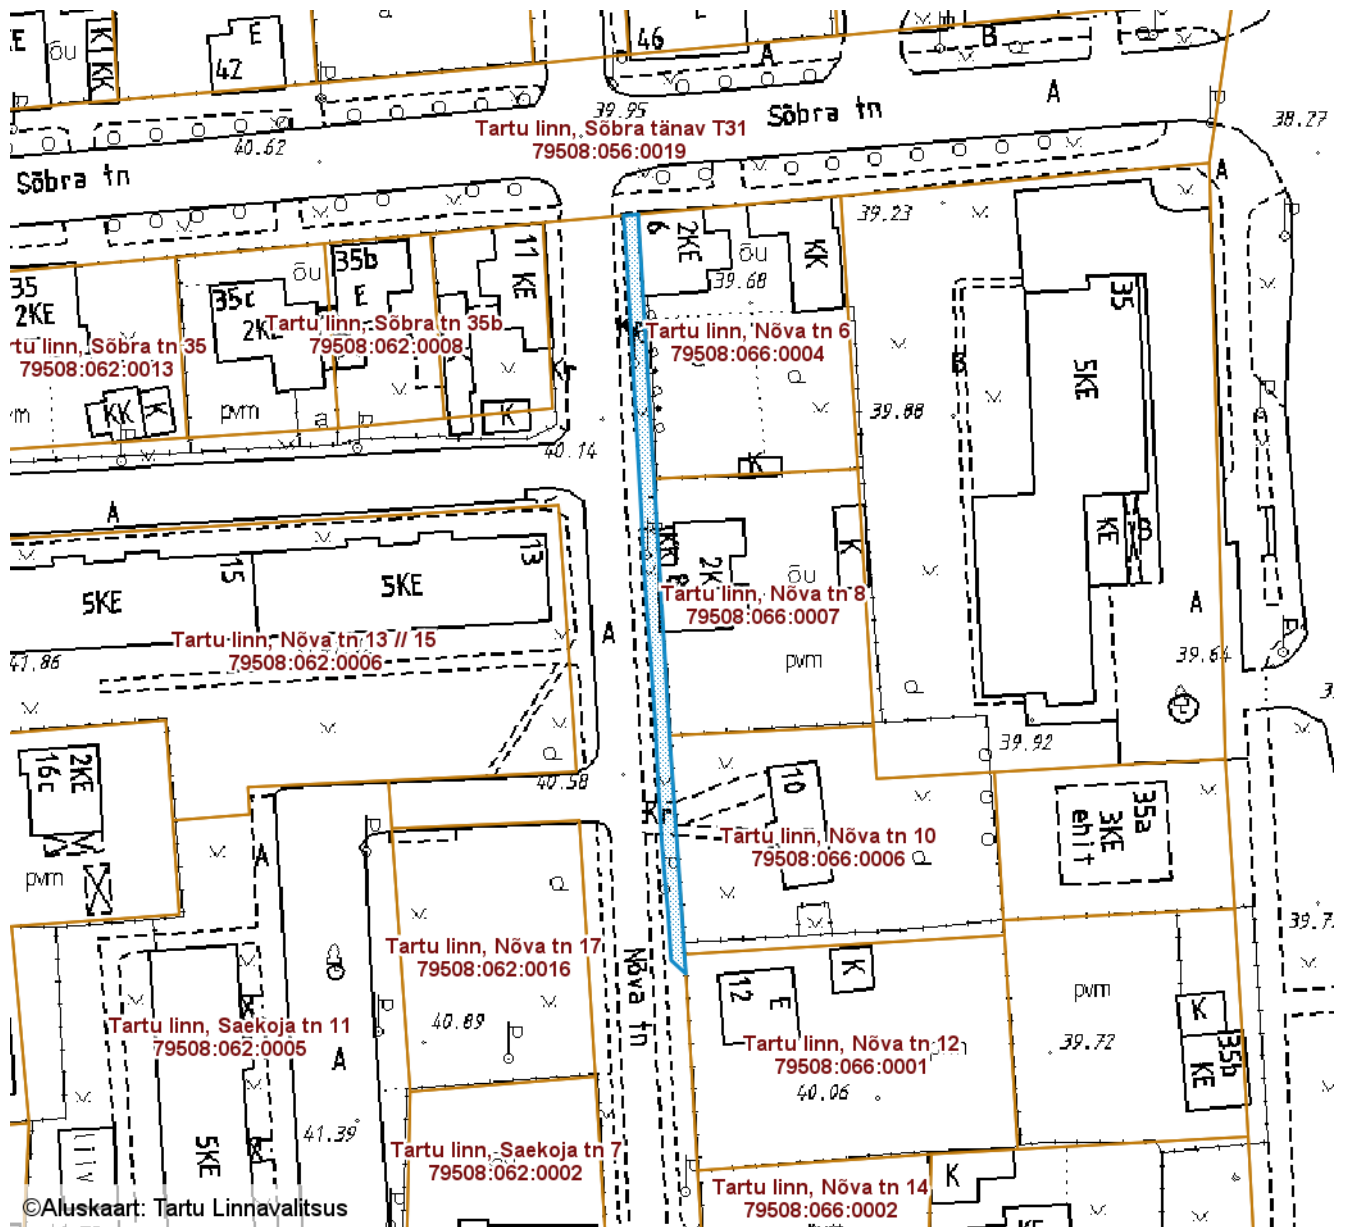 E
õu
KK
E
42
a
46
E
A
B
A
39.95
Sõbra tn
38.27
Tartu linn, Sõbra tänav T31
79508:056:0019
40.62
Sõbra tn
A
39.23
6
2KE
õu
KK
39.68
11 KE
35b
E
õu
35
2KE
35c
35
Tartu linn, Sõbra tn 35b
79508:062:0008
rtu linn, Sõbra tn 35
79508:062:0013
Tartu linn, Nõva tn 6
79508:066:0004
B
5KE
39.88
KK
K
pvm
a
K
40.14
K
A
15
13
5KE
5KE
K
KE
B
õu
Tartu linn, Nõva tn 8
79508:066:0007
A
A
Tartu linn, Nõva tn 13 // 15
79508:062:0006
41.86
pvm
39.64
39.92
40.58
2KE
16c
10
35a
3KE
ehit
Tartu linn, Nõva tn 10
79508:066:0006
A
pvm
39.7
Tartu linn, Nõva tn 17
79508:062:0016
Nõva tn
K
12
E
pvm
K
Tartu linn, Saekoja tn 11
79508:062:0005
40.89
A
Tartu linn, Nõva tn 12
79508:066:0001
39.72
35b
KE
40.06
41.39
5KE
Tartu linn, Saekoja tn 7
79508:062:0002
Tartu linn, Nõva tn 14
79508:066:0002
K
KE
©Aluskaart: Tartu Linnavalitsus